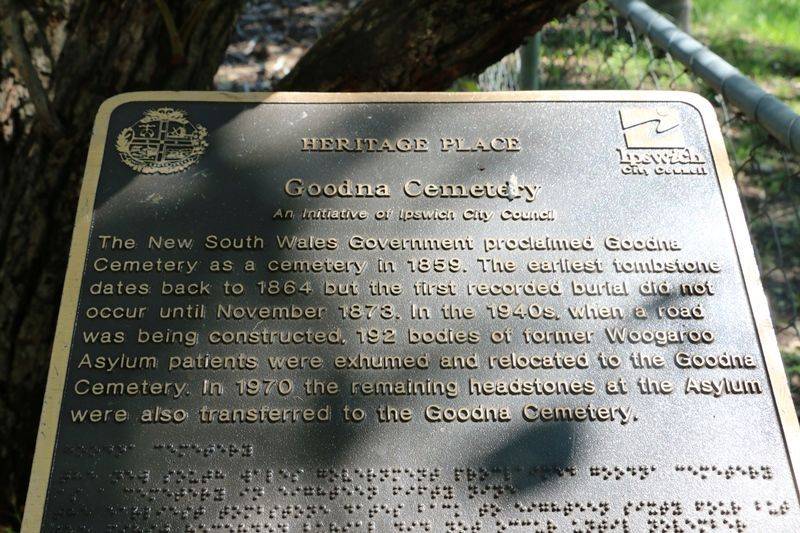 HERITAGE PLACE
Ipswich
City Council
Goodna Cemetery
An Initiative of Ipswich City Council
The New South Wales Government proclaimed Goodna
Cemetery as a cemetery in 1859. The earliest tombstone
dates back to 1864 but the first recorded burial did not
occur until November 1873. In the 1940s, when a road
was being constructed, 192 bodies of former Woogaroo
Asylum patients were exhumed and relocated to the Goodna
Cemetery. In 1970 the remaining headstones at the Asylum
were also transferred to the Goodna Cemetery.